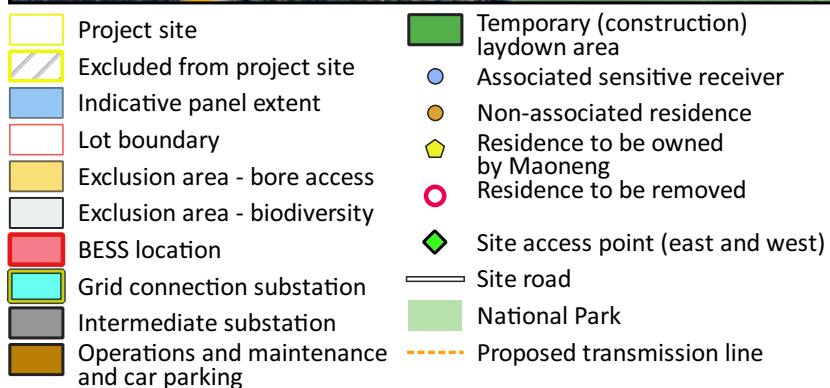 Project site
Excluded from project site
Indicative panel extent
Lot boundary
Exclusion area - bore access
Exclusion area - biodiversity
BESS location
Grid connection substation
Intermediate substation
Operations and maintenance
and car parking
Temporary (construction)
laydown area
Associated sensitive receiver
Non-associated residence
Residence to be owned
by Maoneng
Residence to be removed
Site access point (east and west)
Site road
National Park
Proposed transmission line